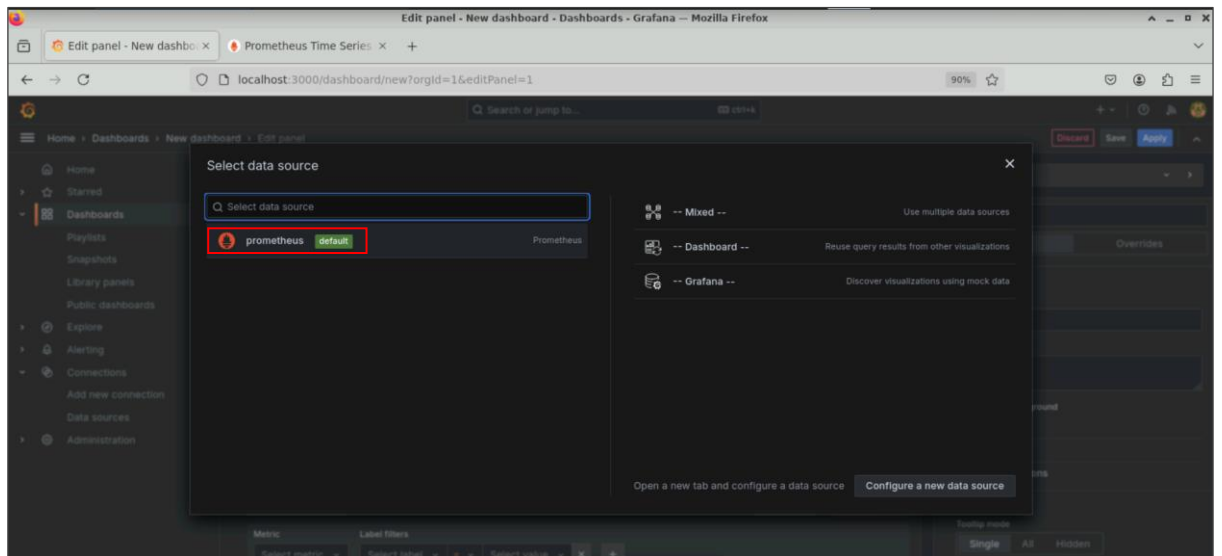 Edit panel - New dashboard - Dashboards - Grafana — Mozilla Firefox
Edit panel - New dashbo
Prometheus Time Series
localhost:3000/dashboard/new?orgId=1&editPanel=1
90%
Search or jump to...
ctrl+k
Home
Dashboards
New dashboard
Edit panel
Discard
Save
Apply
Home
Starred
Dashboards
Playlists
Snapshots
Library panels
Public dashboards
Explore
Alerting
Connections
Add new connection
Data sources
Administration
Select data source
Select data source
prometheus default Prometheus
-- Mixed -- Use multiple data sources
-- Dashboard -- Reuse query results from other visualizations
-- Grafana -- Discover visualizations using mock data
Open a new tab and configure a data source Configure a new data source
Overrides
Metric Label filters
Select metric Select label = Select value
Tooltip mode
Single All Hidden